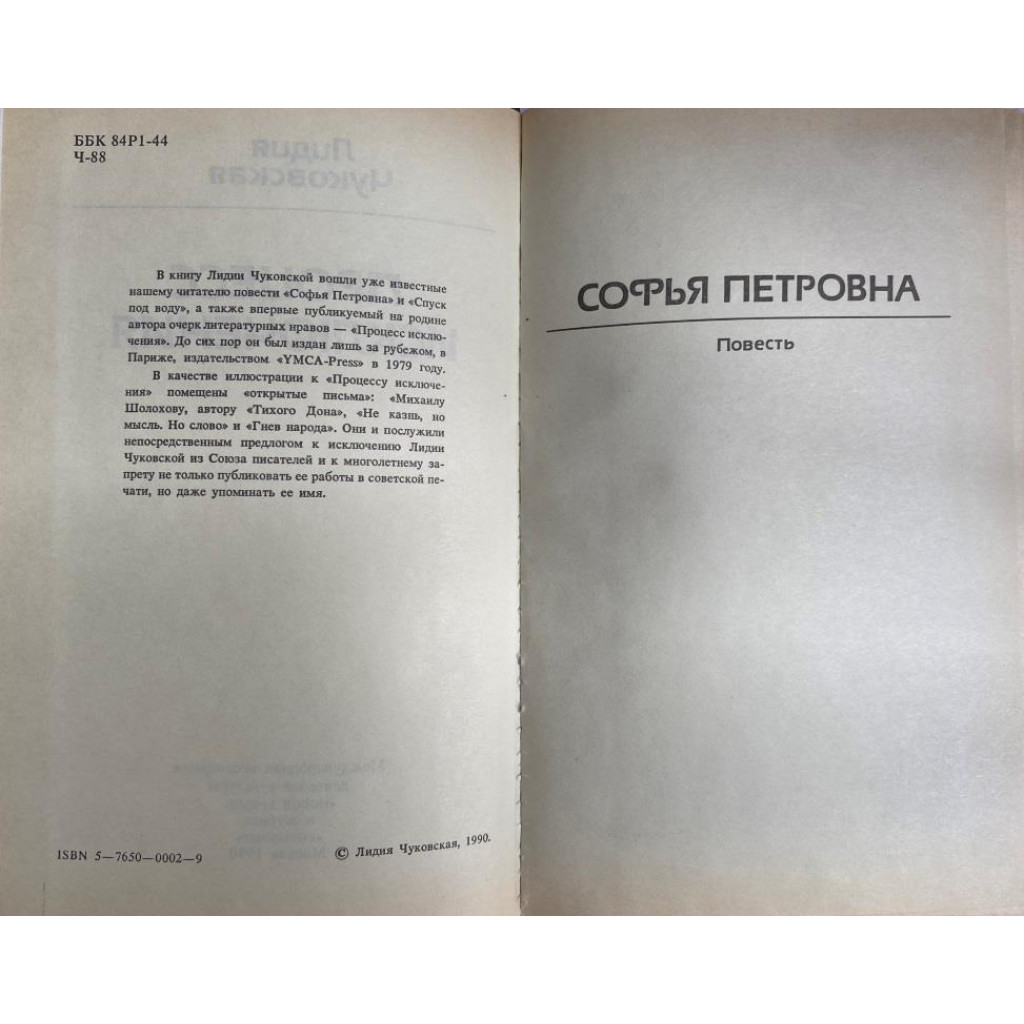 ББК 84Р1-44
Ч-88
В книгу Лидии Чуковской вошли уже известные
нашему читателю повести «Софья Петровна» и «Спуск
под воду», а также впервые публикуемый на родине
автора очерк литературных нравов — «Процесс исклю-
чения». До сих пор он был издан лишь за рубежом, в
Париже, издательством «YMCA-Press» в 1979 году.
В качестве иллюстрации к «Процессу исключе-
ния» помещены «открытые письма»: «Михаилу
Шолохову, автору «Тихого Дона», «Не казнь, но
мысль. Но слово» и «Гнев народа». Они и послужили
непосредственным предлогом к исключению Лидии
Чуковской из Союза писателей и к многолетнему за-
прету не только публиковать ее работы в советской пе-
чати, но даже упоминать ее имя.
ISBN 5—7650—0002—9
© Лидия Чуковская, 1990.
СОФЬЯ ПЕТРОВНА
Повесть